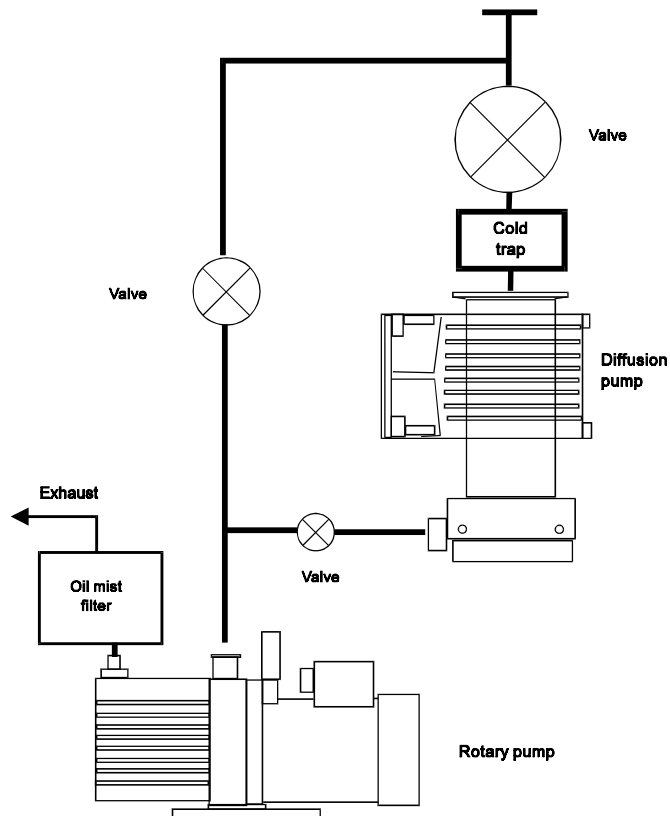 Valve
Cold
trap
Valve
Diffusion
pump
Exhaust
Valve
Oil mist
filter
Rotary pump